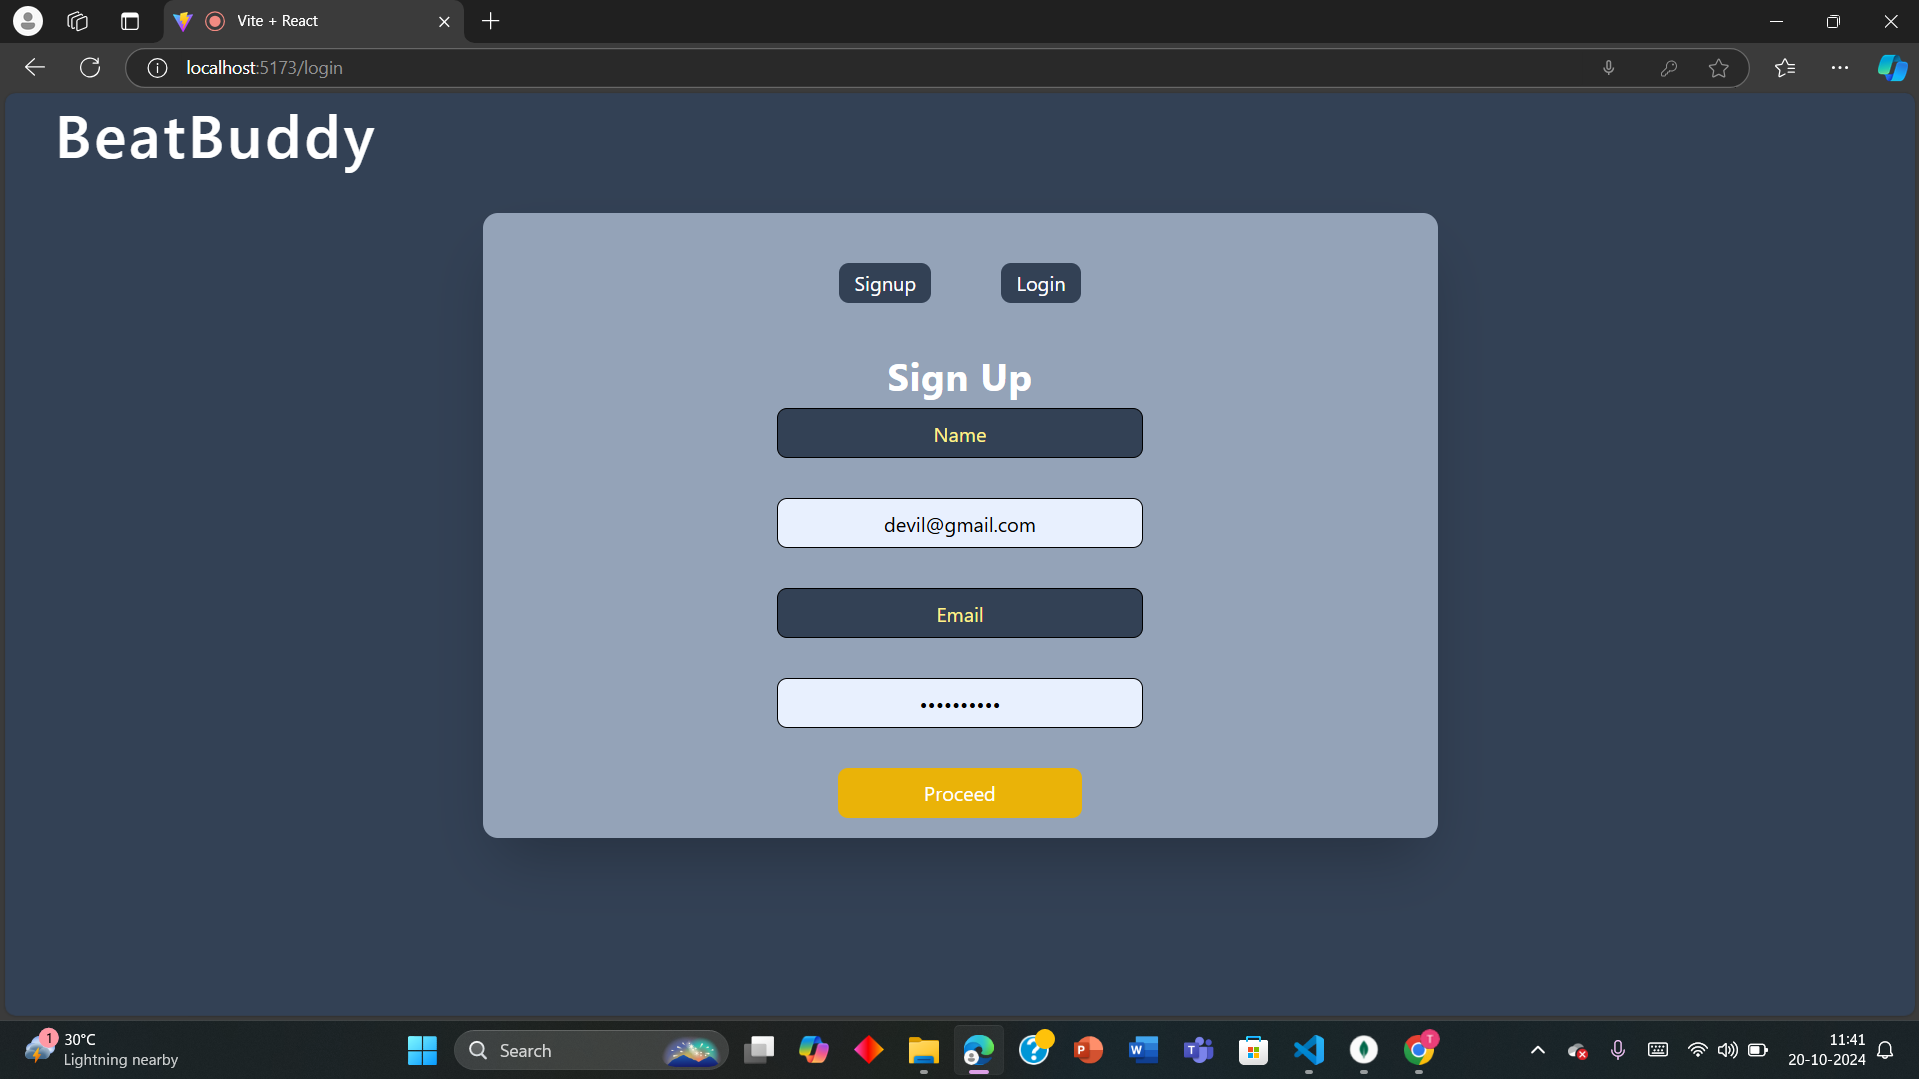 Vite + React
localhost:5173/login
BeatBuddy
Signup
Login
Sign Up
Name
devil@gmail.com
Email
••••••••••
Proceed
1
30°C
Lightning nearby
Search
P
W
T
T
11:41
20-10-2024